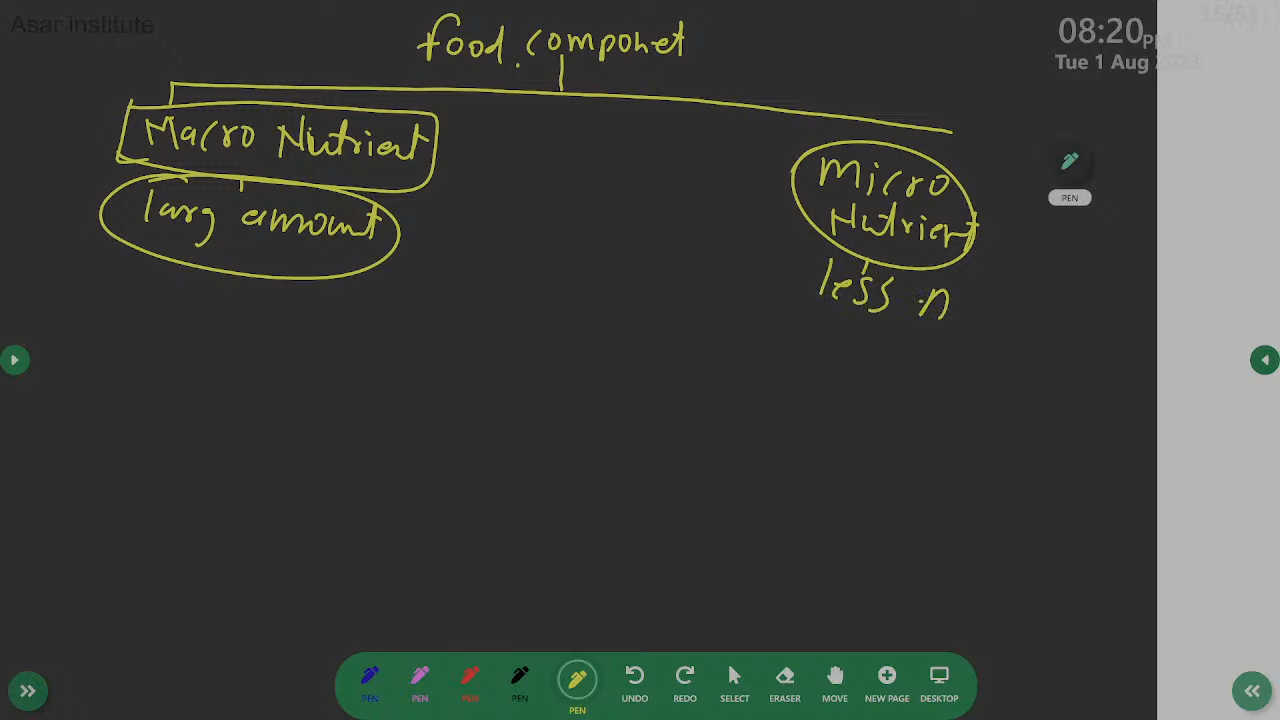 Asar Institute
08:20 PM
Tue 1 Aug
food componet
Macro Nutrient
larg amount
Micro
Nutrient
less n
PEN
PEN
PEN
PEN
PEN
PEN
UNDO
REDO
SELECT
ERASER
MOVE
NEW PAGE
DESKTOP